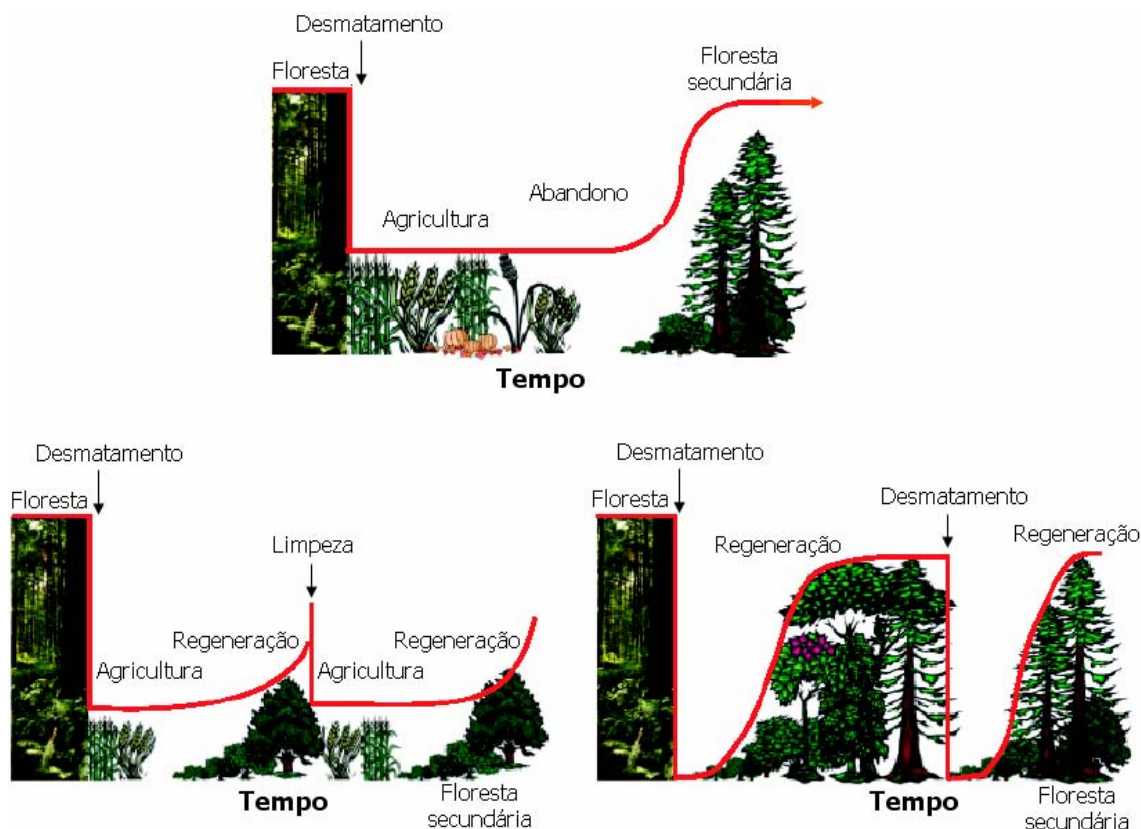 Desmatamento
Floresta
Floresta
secundária
Abandono
Agricultura
Tempo
Desmatamento
Floresta
Limpeza
Regeneração
Regeneração
Agricultura
Agricultura
Tempo
Floresta
secundária
Desmatamento
Floresta
Desmatamento
Regeneração
Regeneração
Tempo
Floresta
secundária